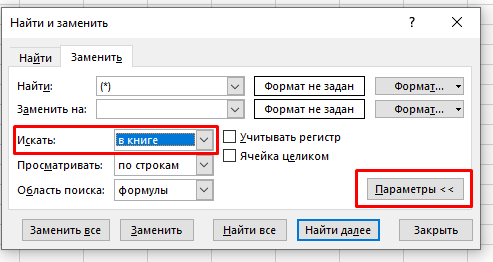 Найти и заменить
Найти Заменить
Найти: (*) Формат не задан Формат...
Заменить на: Формат не задан Формат...
Искать: в книге Учитывать регистр
Ячейка целиком
Просматривать: по строкам
Область поиска: формулы Параметры <<
Заменить все Заменить Найти все Найти далее Закрыть